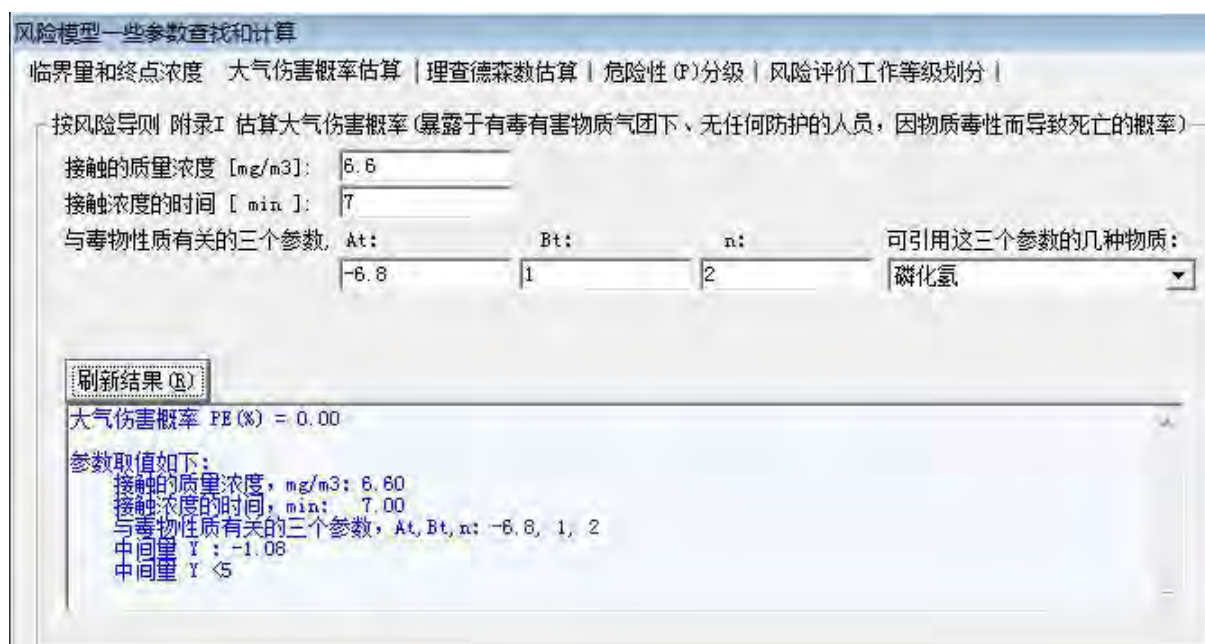 风险模型一些参数查找和计算
临界量和终点浓度 大气伤害概率估算 | 理查德森数估算 | 危险性(P)分级 | 风险评价工作等级划分 |
按风险导则 附录I 估算大气伤害概率(暴露于有毒有害物质气团下、无任何防护的人员，因物质毒性而导致死亡的概率)
接触的质量浓度 [mg/m3]: 6.6
接触浓度的时间 [ min ]: 7
与毒物性质有关的三个参数, At: Bt: n: 可引用这三个参数的几种物质:
-6.8 1 2 磷化氢
刷新结果(R)
大气伤害概率 PE(%) = 0.00
参数取值如下:
接触的质量浓度, mg/m3: 6.60
接触浓度的时间, min: 7.00
与毒物性质有关的三个参数, At,Bt,n: -6.8, 1, 2
中间量 Y : -1.08
中间量 Y <5